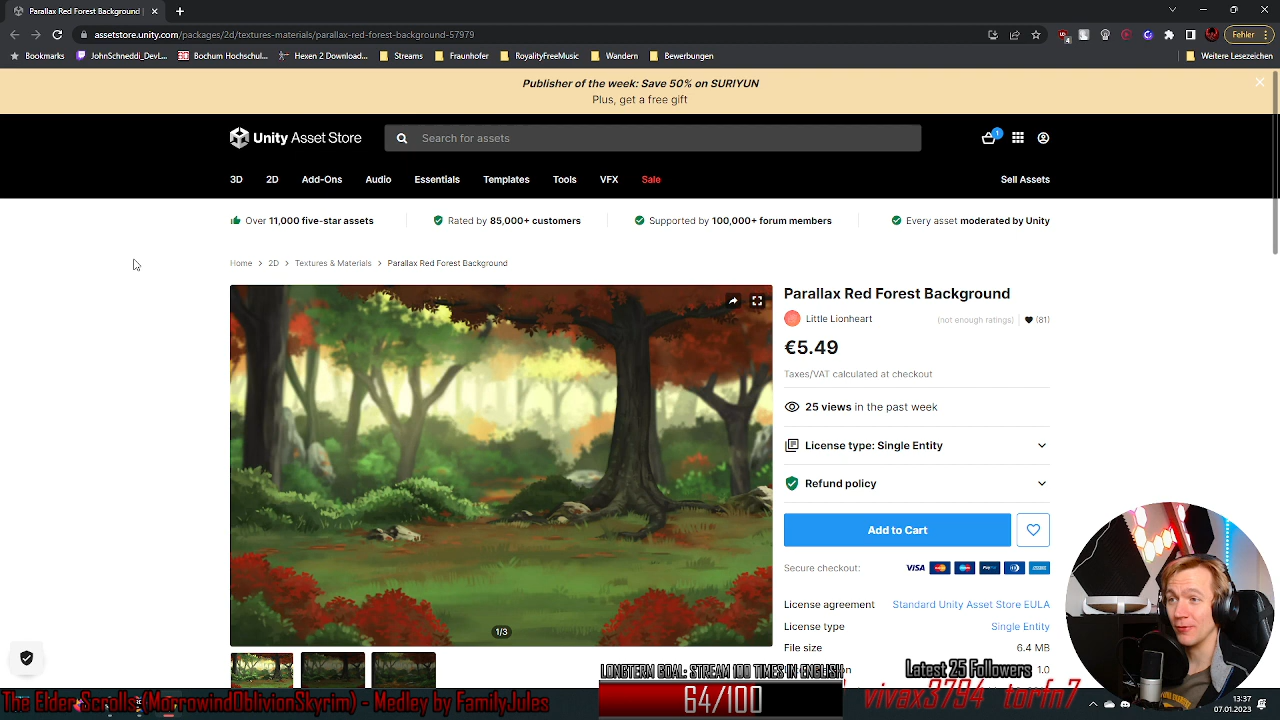 Parallax Red Forest Background |
assetstore.unity.com/packages/2d/textures-materials/parallax-red-forest-background-57979
4
Fehler
Bookmarks JohnSchneddi_Devl... Bochum Hochschul... Hexen 2 Download... Streams Fraunhofer RoyalityFreeMusic Wandern Bewerbungen Weitere Lesezeichen
Publisher of the week: Save 50% on SURIYUN
Plus, get a free gift
Unity Asset Store
Search for assets
1
3D 2D Add-Ons Audio Essentials Templates Tools VFX Sale Sell Assets
Over 11,000 five-star assets Rated by 85,000+ customers Supported by 100,000+ forum members Every asset moderated by Unity
Home > 2D > Textures & Materials > Parallax Red Forest Background
Parallax Red Forest Background
Little Lionheart (not enough ratings) | (81)
€5.49
Taxes/VAT calculated at checkout
25 views in the past week
License type: Single Entity
Refund policy
Add to Cart
Secure checkout: VISA PayPal
License agreement Standard Unity Asset Store EULA
License type Single Entity
File size 6.4 MB
1.0
1/3
LONGTERM GOAL: STREAM 100 TIMES IN ENGLISH
64/100
Latest 25 Followers
vivax3794 torfn7
The Elder Scrolls (MorrowindOblivionSkyrim) - Medley by FamilyJules
13:37
07.01.2023